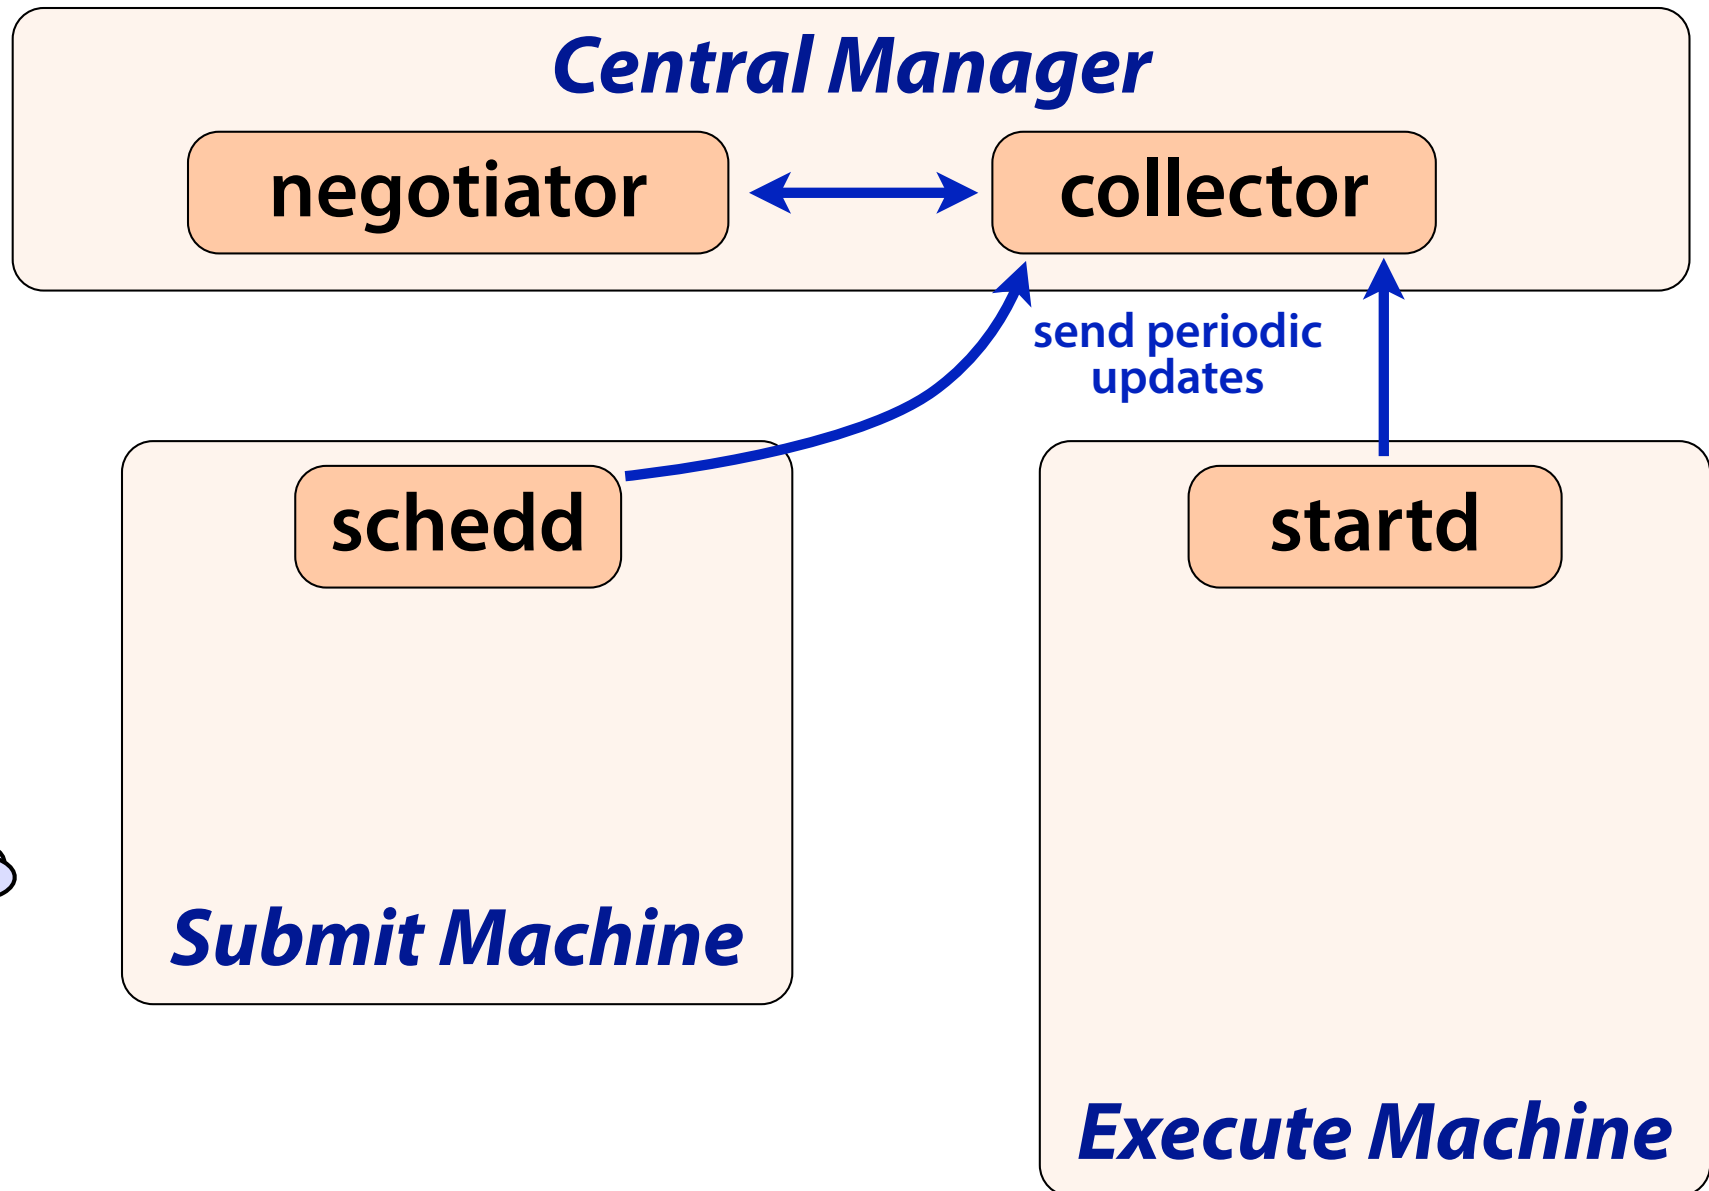 Central Manager
negotiator
collector
send periodic
updates
schedd
startd
Submit Machine
Execute Machine